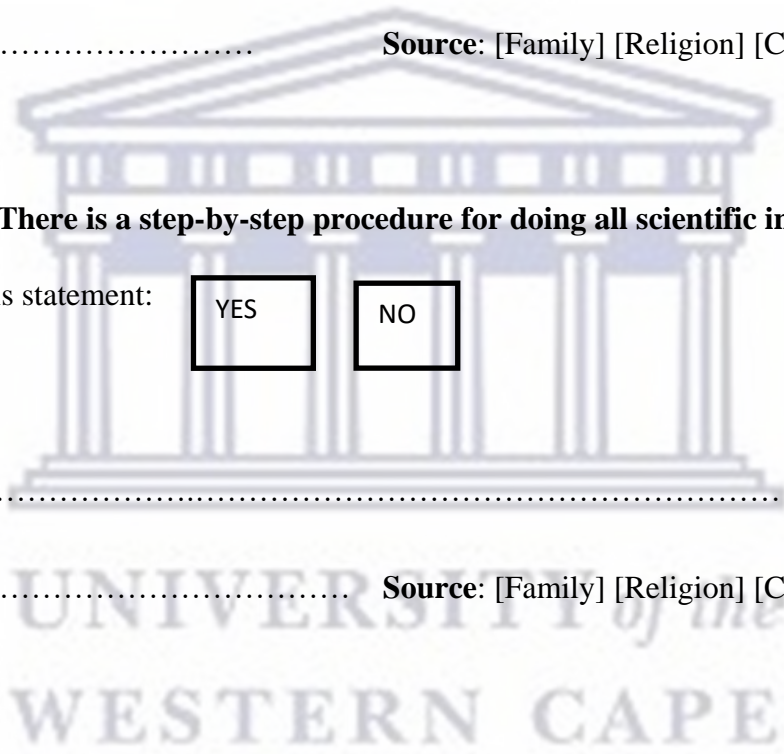 …………………… Source: [Family] [Religion] [C
There is a step-by-step procedure for doing all scientific in
s statement: YES NO
…………………………………………………………………
…………………………… Source: [Family] [Religion] [C
UNIVERSITY of the
WESTERN CAPE